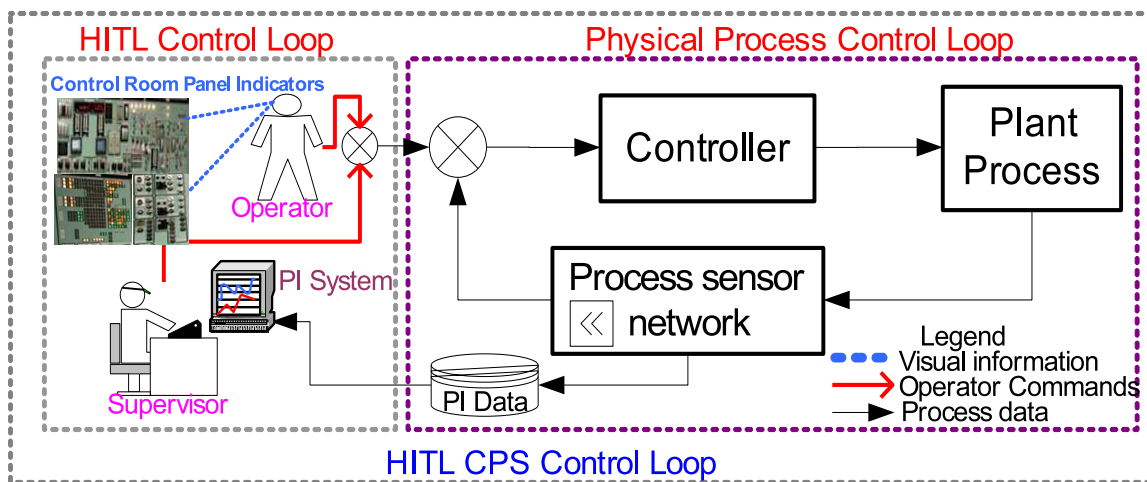 HITL Control Loop
Physical Process Control Loop
Control Room Panel Indicators
Operator
Controller
Plant
Process
PI System
Process sensor
<< network
Supervisor
PI Data
Legend
Visual information
Operator Commands
Process data
HITL CPS Control Loop